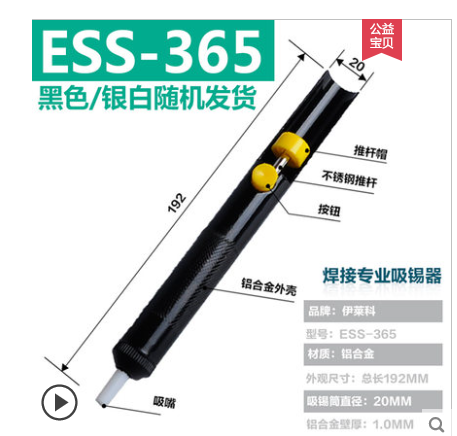 ESS-365
公益
宝贝
黑色/银白随机发货
20
推杆帽
不锈钢推杆
按钮
192
铝合金外壳
焊接专业吸锡器
品牌：伊莱科
型号：ESS-365
材质：铝合金
外观尺寸：总长192MM
吸嘴
吸锡筒直径：20MM
铝合金壁厚：1.0MM